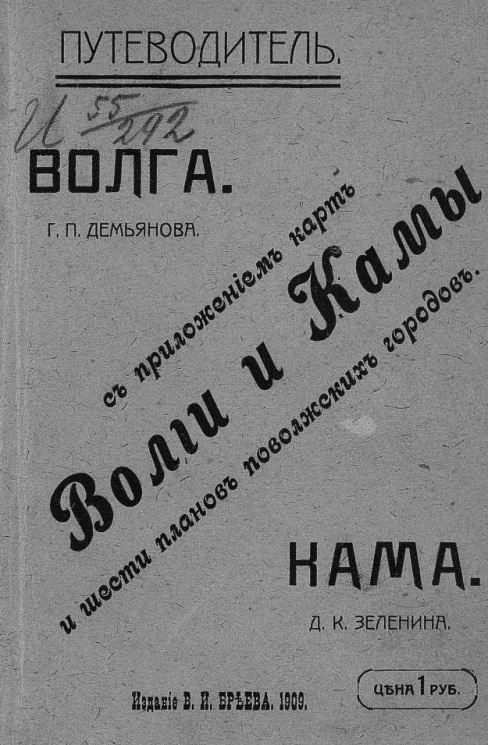 ПУТЕВОДИТЕЛЬ.
И 55/292
ВОЛГА.
Г. П. ДЕМЬЯНОВА.
съ приложеніемъ картъ
Волги и Камы
и шести плановъ поволжскихъ городовъ.
КАМА.
Д. К. ЗЕЛЕНИНА.
Изданіе В. И. БРѢЕВА. 1909.
ЦѢНА 1 РУБ.